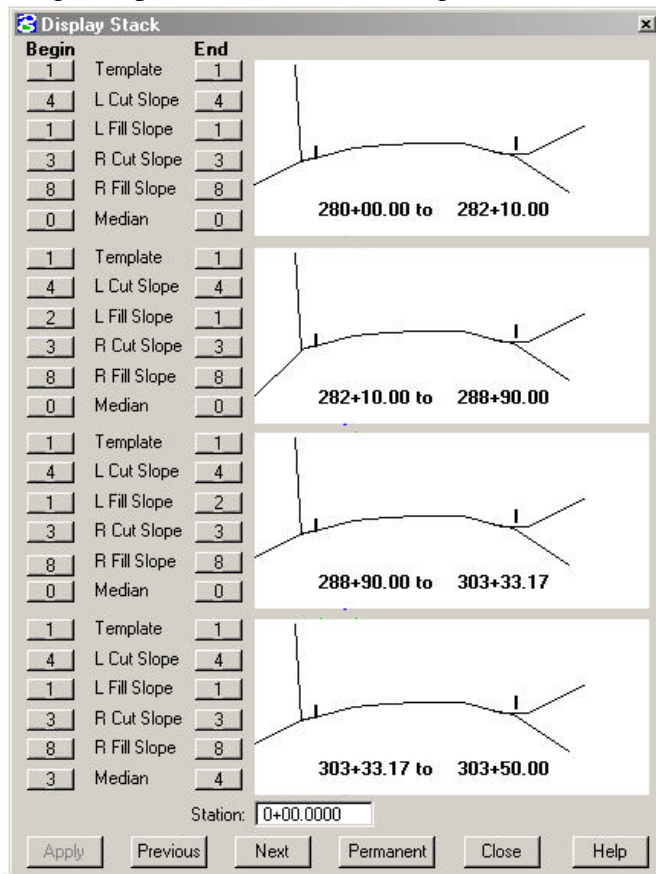 Display Stack
Begin End
1 Template 1
4 L Cut Slope 4
1 L Fill Slope 1
3 R Cut Slope 3
8 R Fill Slope 8
0 Median 0
280+00.00 to 282+10.00
1 Template 1
4 L Cut Slope 4
2 L Fill Slope 1
3 R Cut Slope 3
8 R Fill Slope 8
0 Median 0
282+10.00 to 288+90.00
1 Template 1
4 L Cut Slope 4
1 L Fill Slope 2
3 R Cut Slope 3
8 R Fill Slope 8
0 Median 0
288+90.00 to 303+33.17
1 Template 1
4 L Cut Slope 4
1 L Fill Slope 1
3 R Cut Slope 3
8 R Fill Slope 8
3 Median 4
303+33.17 to 303+50.00
Station: 0+00.0000
Apply Previous Next Permanent Close Help